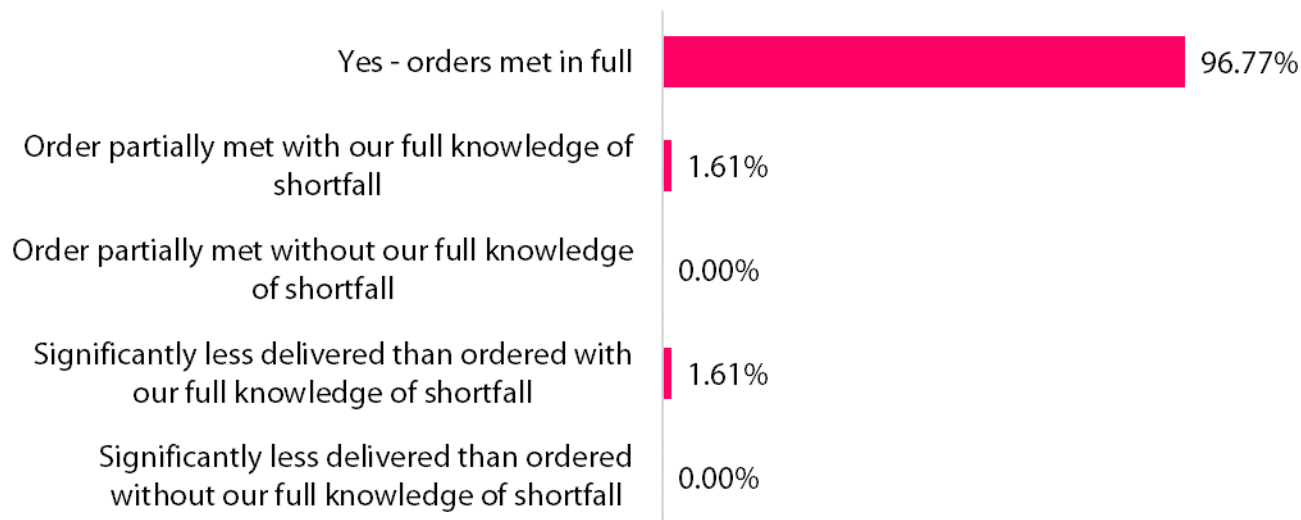 Yes - orders met in full
96.77%
Order partially met with our full knowledge of
shortfall
1.61%
Order partially met without our full knowledge
of shortfall
0.00%
Significantly less delivered than ordered with
our full knowledge of shortfall
1.61%
Significantly less delivered than ordered
without our full knowledge of shortfall
0.00%